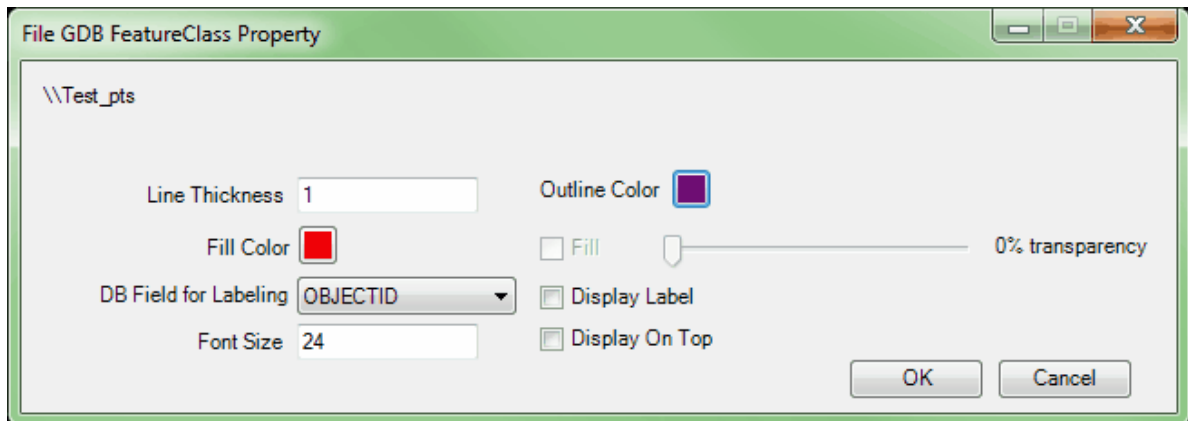 File GDB FeatureClass Property
\\Test_pts
Line Thickness 1 Outline Color
Fill Color Fill 0% transparency
DB Field for Labeling OBJECTID Display Label
Font Size 24 Display On Top
OK Cancel